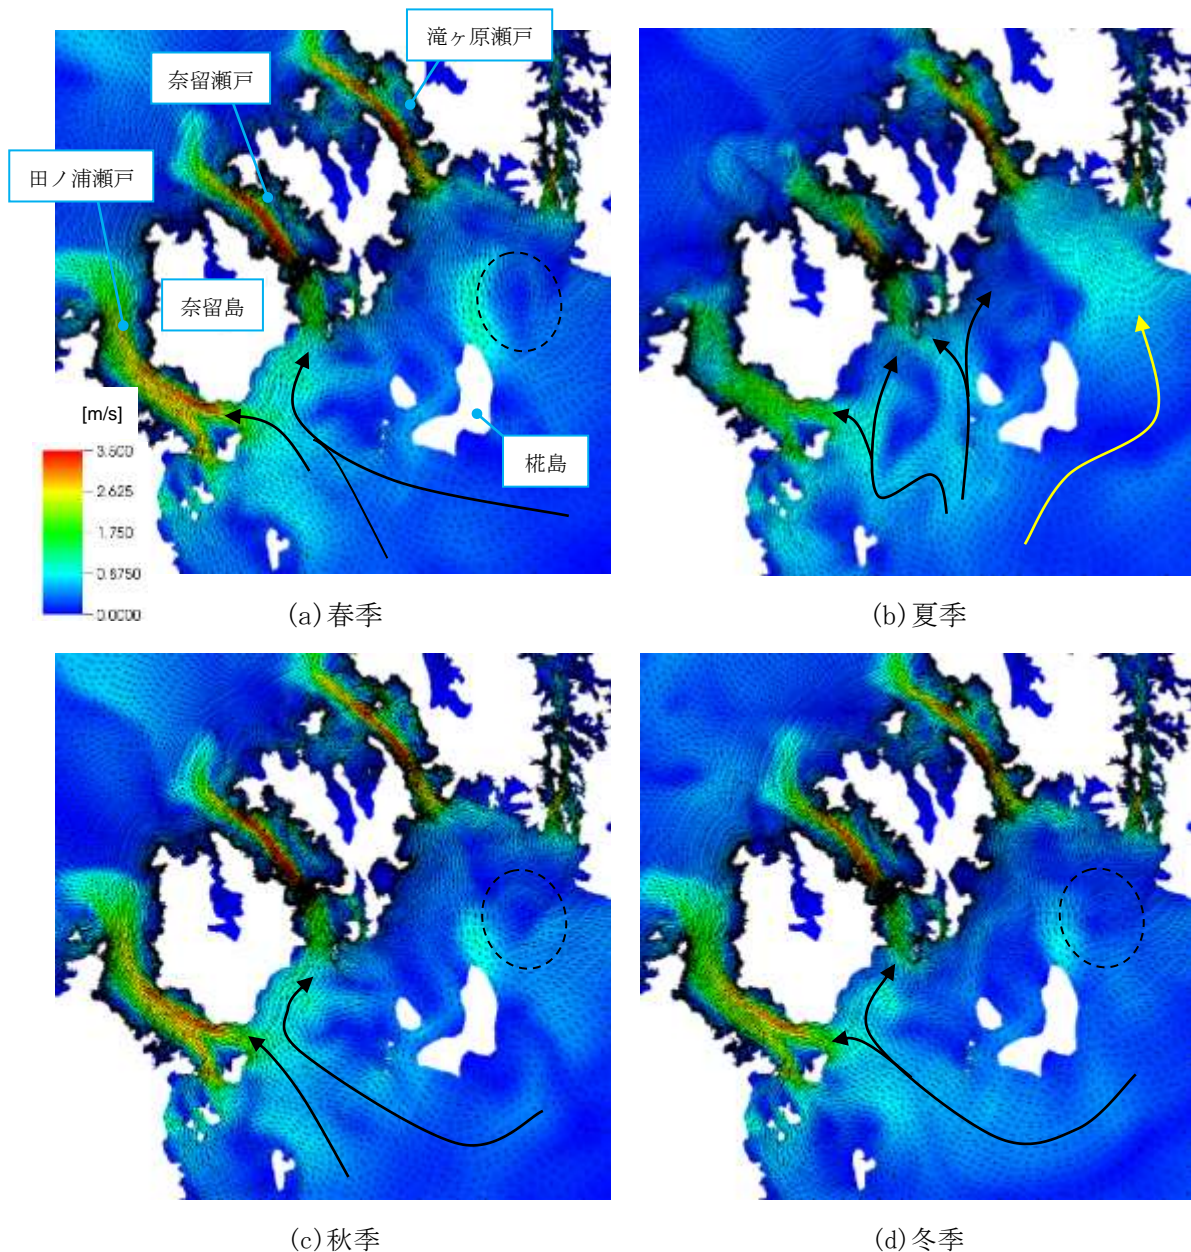 滝ヶ原瀬戸
奈留瀬戸
田ノ浦瀬戸
奈留島
椛島
[m/s]
3.500
2.625
1.750
0.8750
0.0000
(a)春季
(b)夏季
(c)秋季
(d)冬季